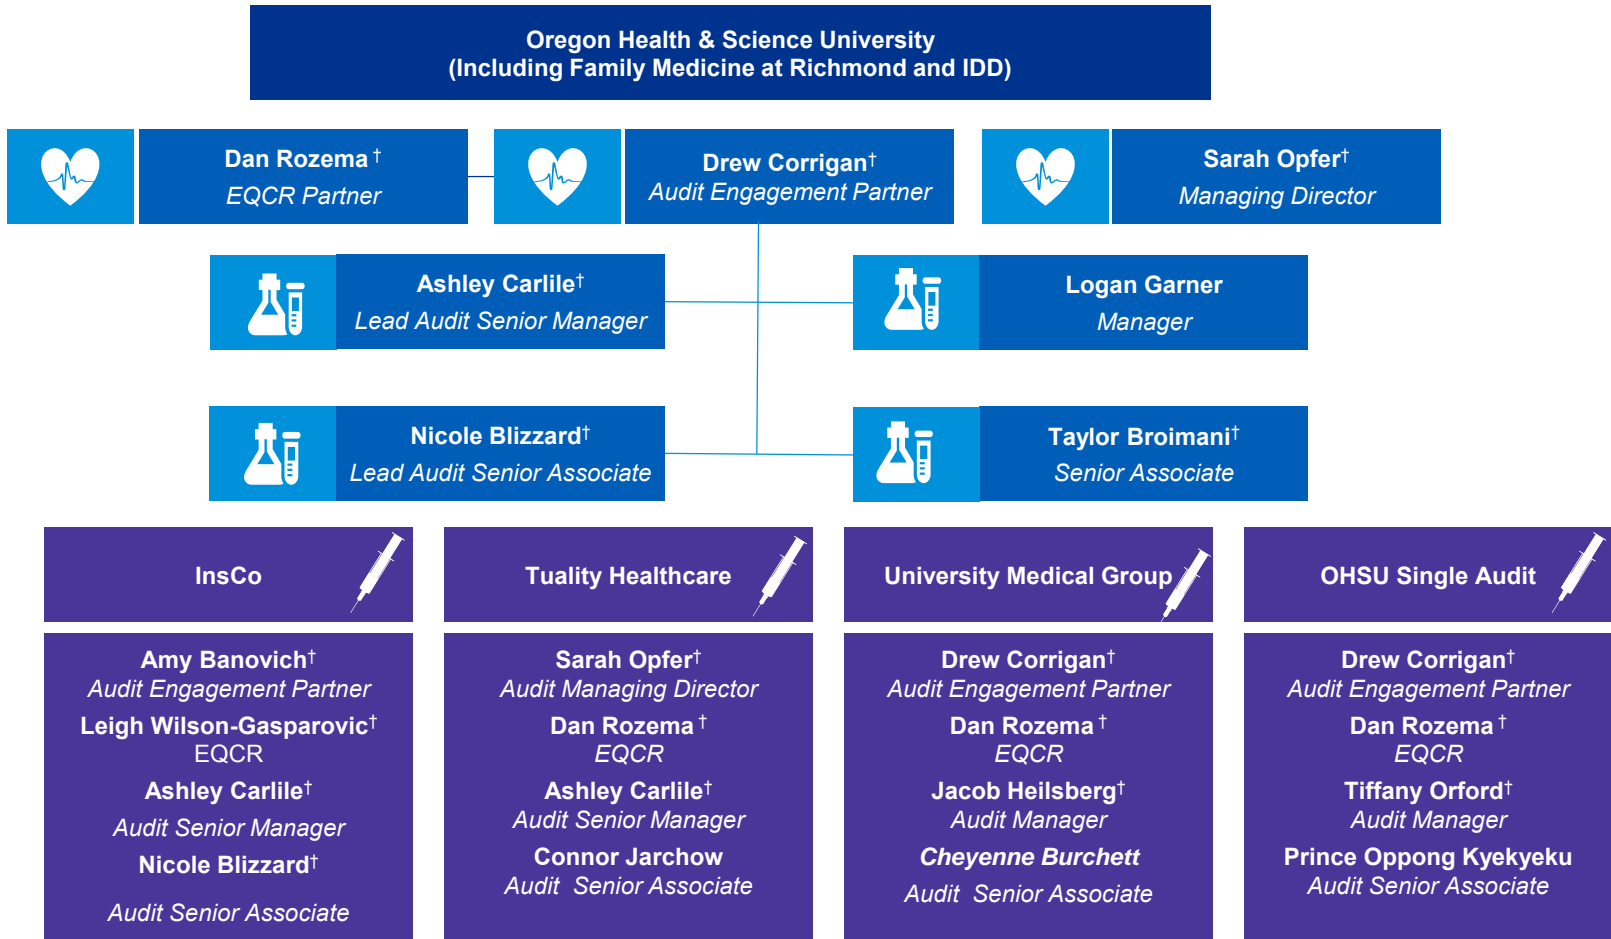 Oregon Health & Science University
(Including Family Medicine at Richmond and IDD)
Dan Rozema †
EQCR Partner
Drew Corrigan†
Audit Engagement Partner
Sarah Opfer†
Managing Director
Ashley Carlile†
Lead Audit Senior Manager
Logan Garner
Manager
Nicole Blizzard†
Lead Audit Senior Associate
Taylor Broimani†
Senior Associate
InsCo
Amy Banovich†
Audit Engagement Partner
Leigh Wilson-Gasparovic†
EQCR
Ashley Carlile†
Audit Senior Manager
Nicole Blizzard†
Audit Senior Associate
Tuality Healthcare
Sarah Opfer†
Audit Managing Director
Dan Rozema †
EQCR
Ashley Carlile†
Audit Senior Manager
Connor Jarchow
Audit Senior Associate
University Medical Group
Drew Corrigan†
Audit Engagement Partner
Dan Rozema †
EQCR
Jacob Heilsberg†
Audit Manager
Cheyenne Burchett
Audit Senior Associate
OHSU Single Audit
Drew Corrigan†
Audit Engagement Partner
Dan Rozema †
EQCR
Tiffany Orford†
Audit Manager
Prince Oppong Kyekyeku
Audit Senior Associate